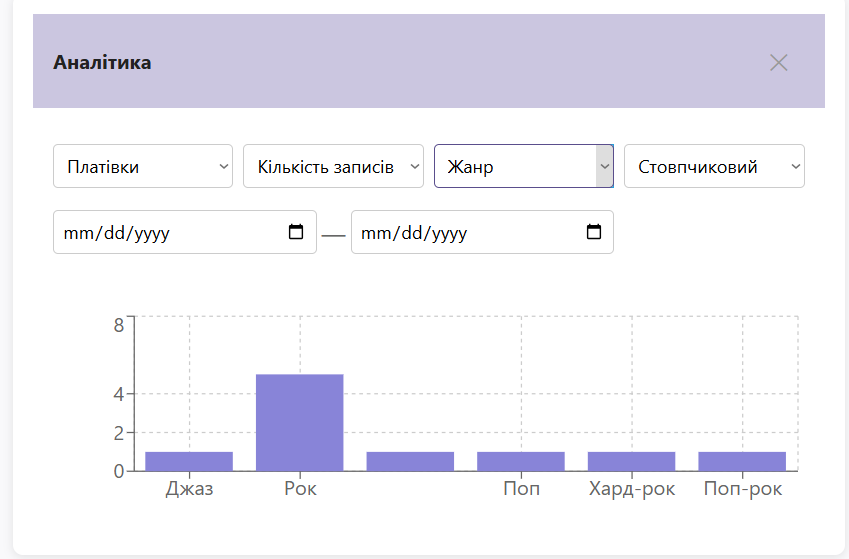 Аналітика
Платівки
Кількість записів
Жанр
Стовпчиковий
mm/dd/yyyy
mm/dd/yyyy
8
4
2
0
Джаз Рок Поп Хард-рок Поп-рок